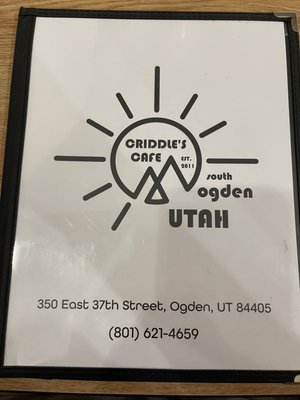 CRIDDLE'S
CAFE
EST.
2011
south
ogden
UTAH
350 East 37th Street, Ogden, UT 84405
(801) 621-4659